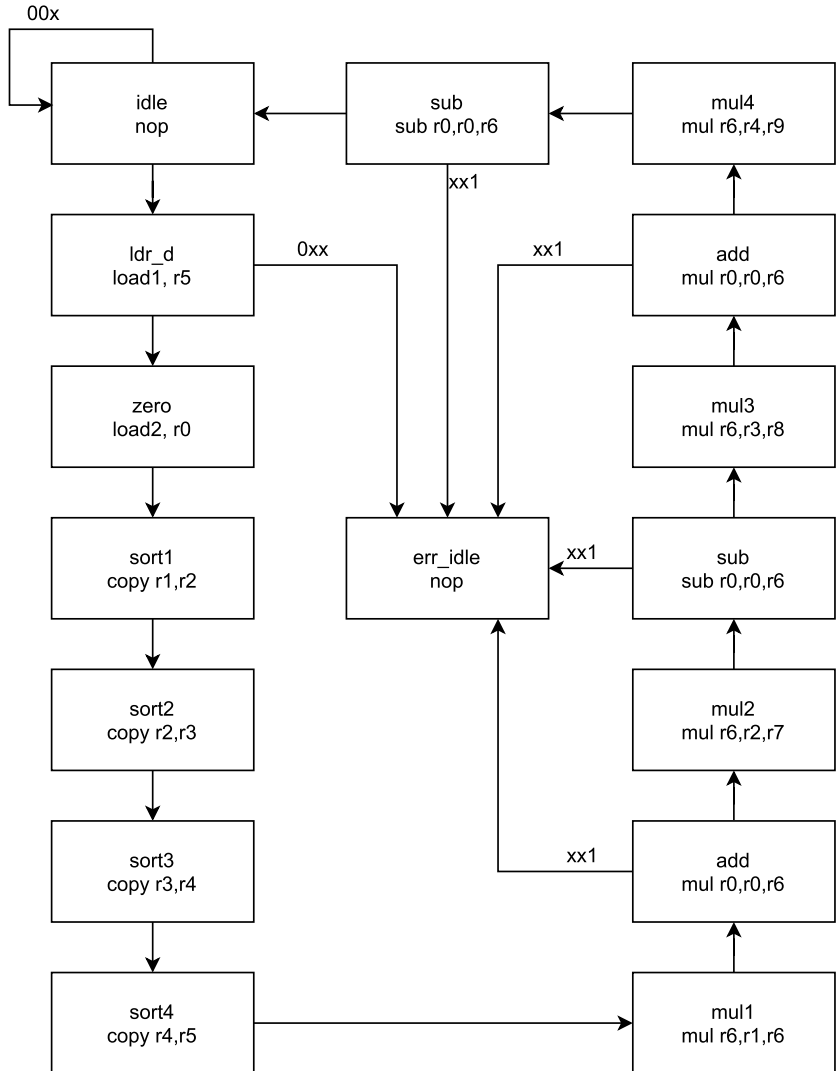 00x
idle
nop
sub
sub r0,r0,r6
mul4
mul r6,r4,r9
xx1
ldr_d
load1, r5
0xx
xx1
add
mul r0,r0,r6
zero
load2, r0
mul3
mul r6,r3,r8
sort1
copy r1,r2
err_idle
nop
xx1
sub
sub r0,r0,r6
sort2
copy r2,r3
mul2
mul r6,r2,r7
sort3
copy r3,r4
xx1
add
mul r0,r0,r6
sort4
copy r4,r5
mul1
mul r6,r1,r6